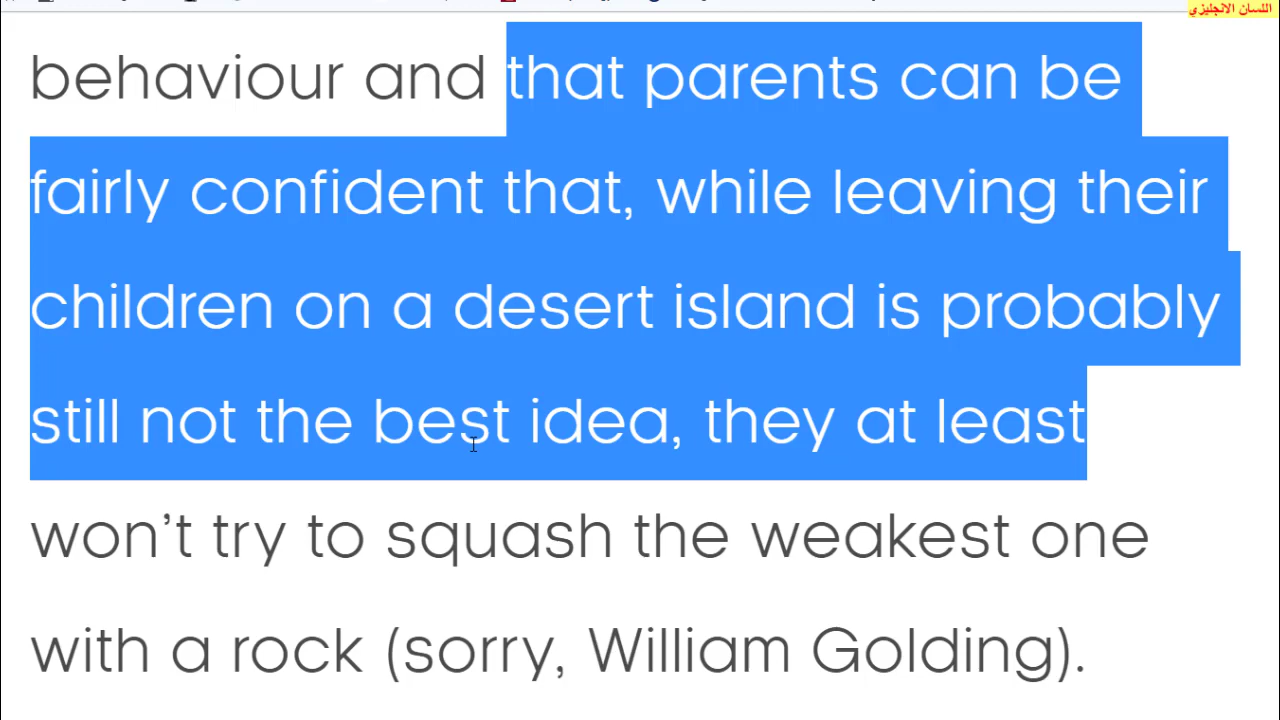 اللسان الانجليزي
behaviour and that parents can be
fairly confident that, while leaving their
children on a desert island is probably
still not the best idea, they at least
won’t try to squash the weakest one
with a rock (sorry, William Golding).